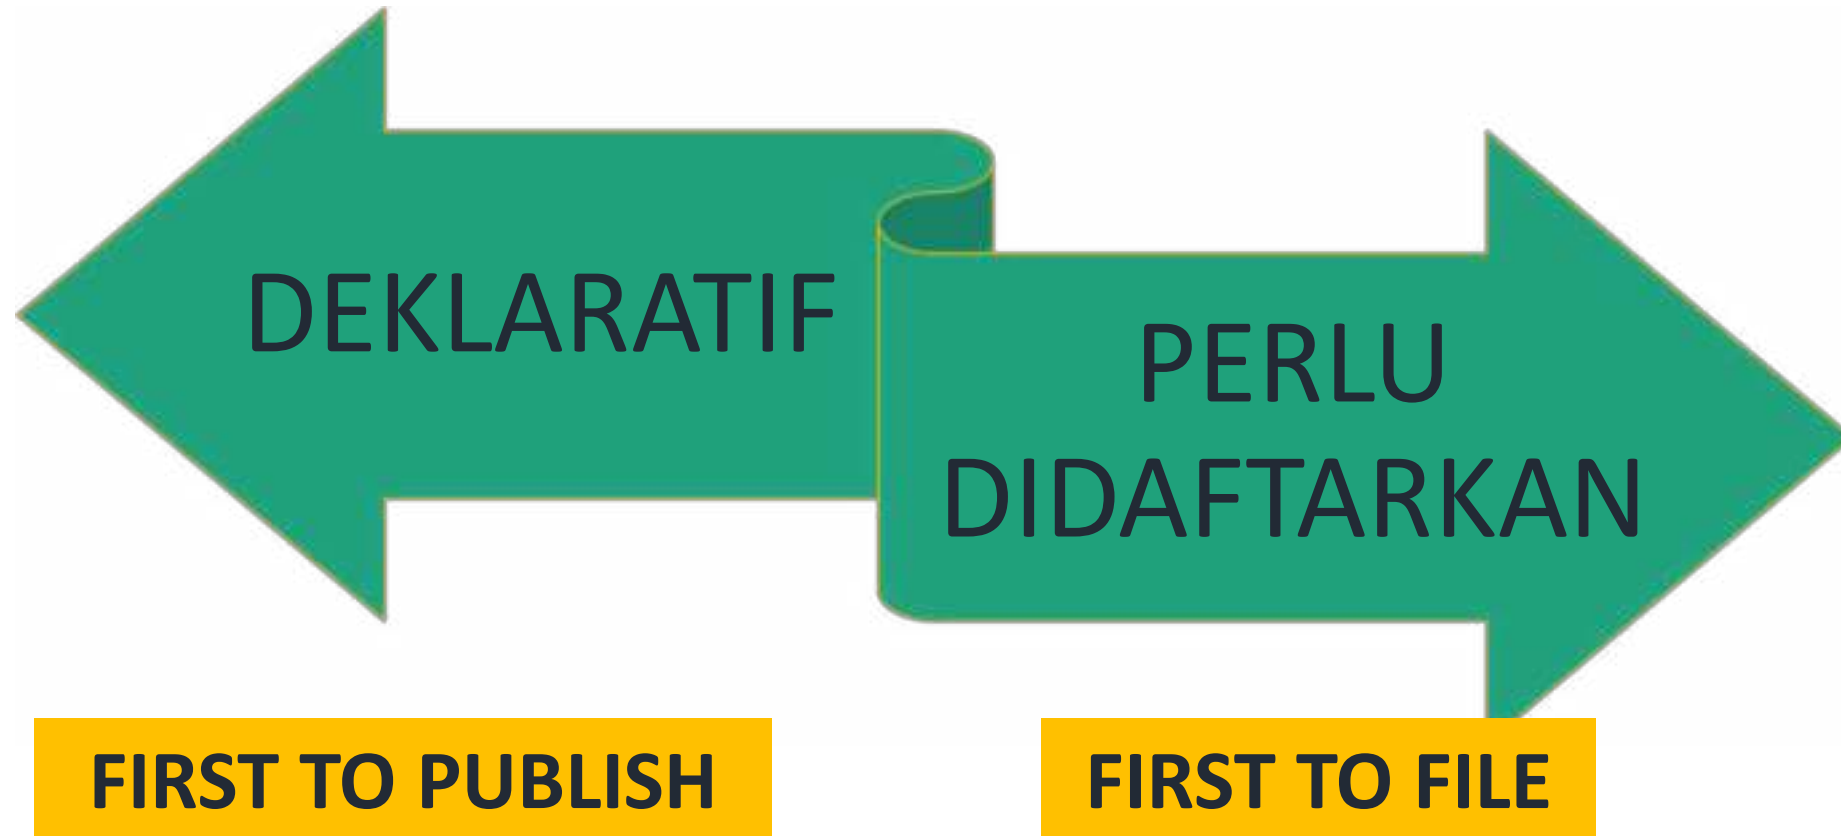 DEKLARATIF
PERLU
DIDAFTARKAN
FIRST TO PUBLISH
FIRST TO FILE